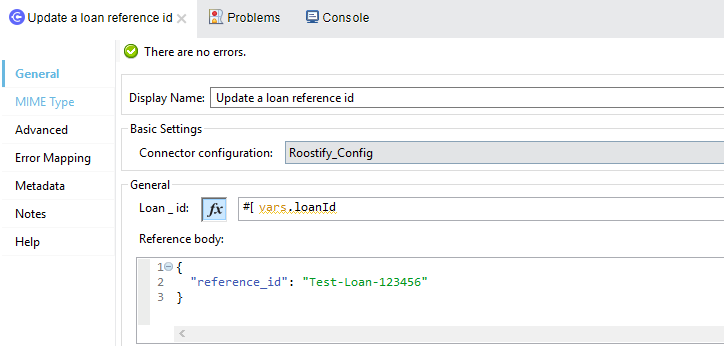 Update a loan reference id
Problems
Console
There are no errors.
General
MIME Type
Advanced
Error Mapping
Metadata
Notes
Help
Display Name: Update a loan reference id
Basic Settings
Connector configuration: Roostify_Config
General
Loan _ id: fx #[ vars.loanId
Reference body:
1 {
2 "reference_id": "Test-Loan-123456"
3 }